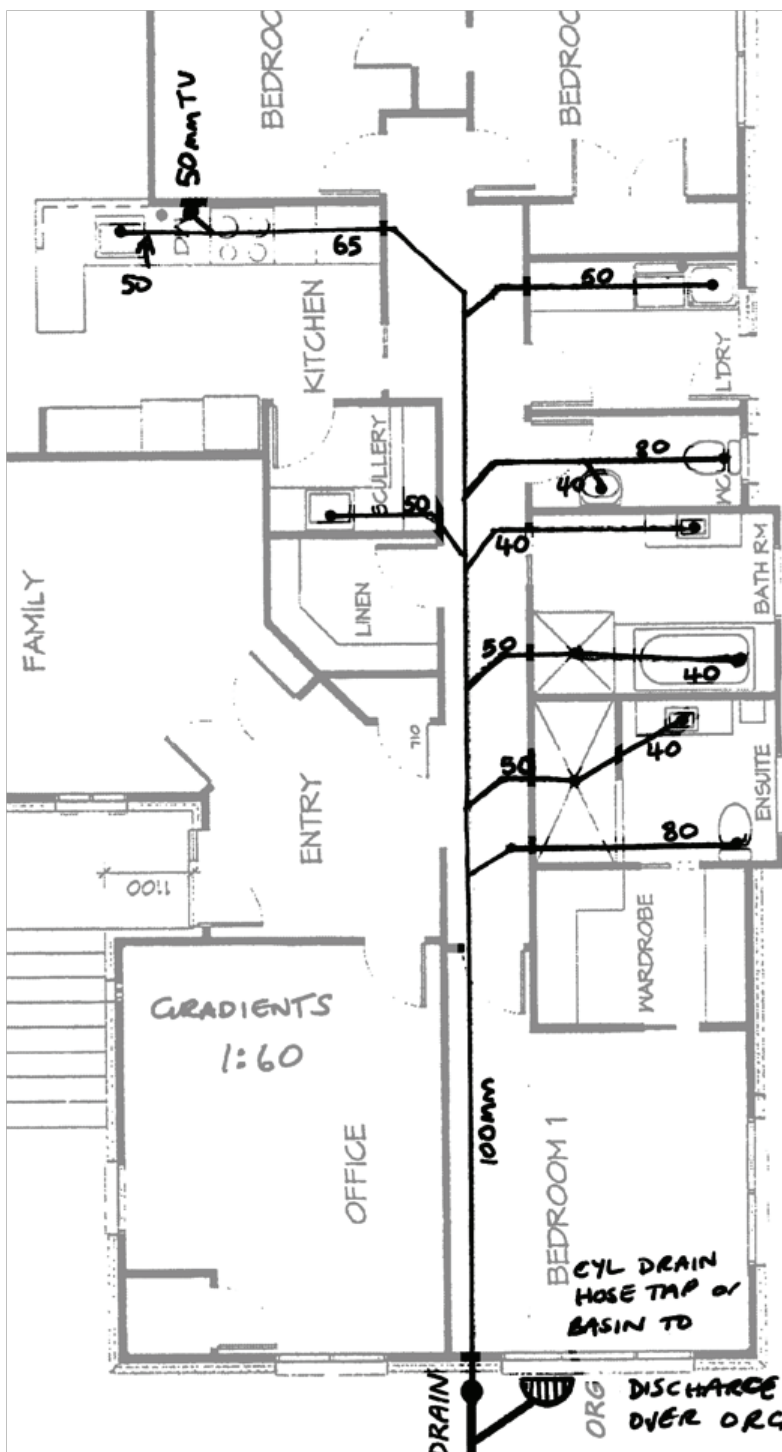 BEDROO
BEDROO
50mm TV
50
65
60
KITCHEN
L'DRY
SCULLERY
50
80
WC
40
40
BATH RM
FAMILY
LINEN
50
40
710
50
40
ENSUITE
ENTRY
80
1100
WARDROBE
GRADIENTS
1:60
100mm
OFFICE
BEDROOM 1
CYL DRAIN
HOSE TAP or
BASIN TO
DRAIN
ORG
DISCHARGE
OVER ORG